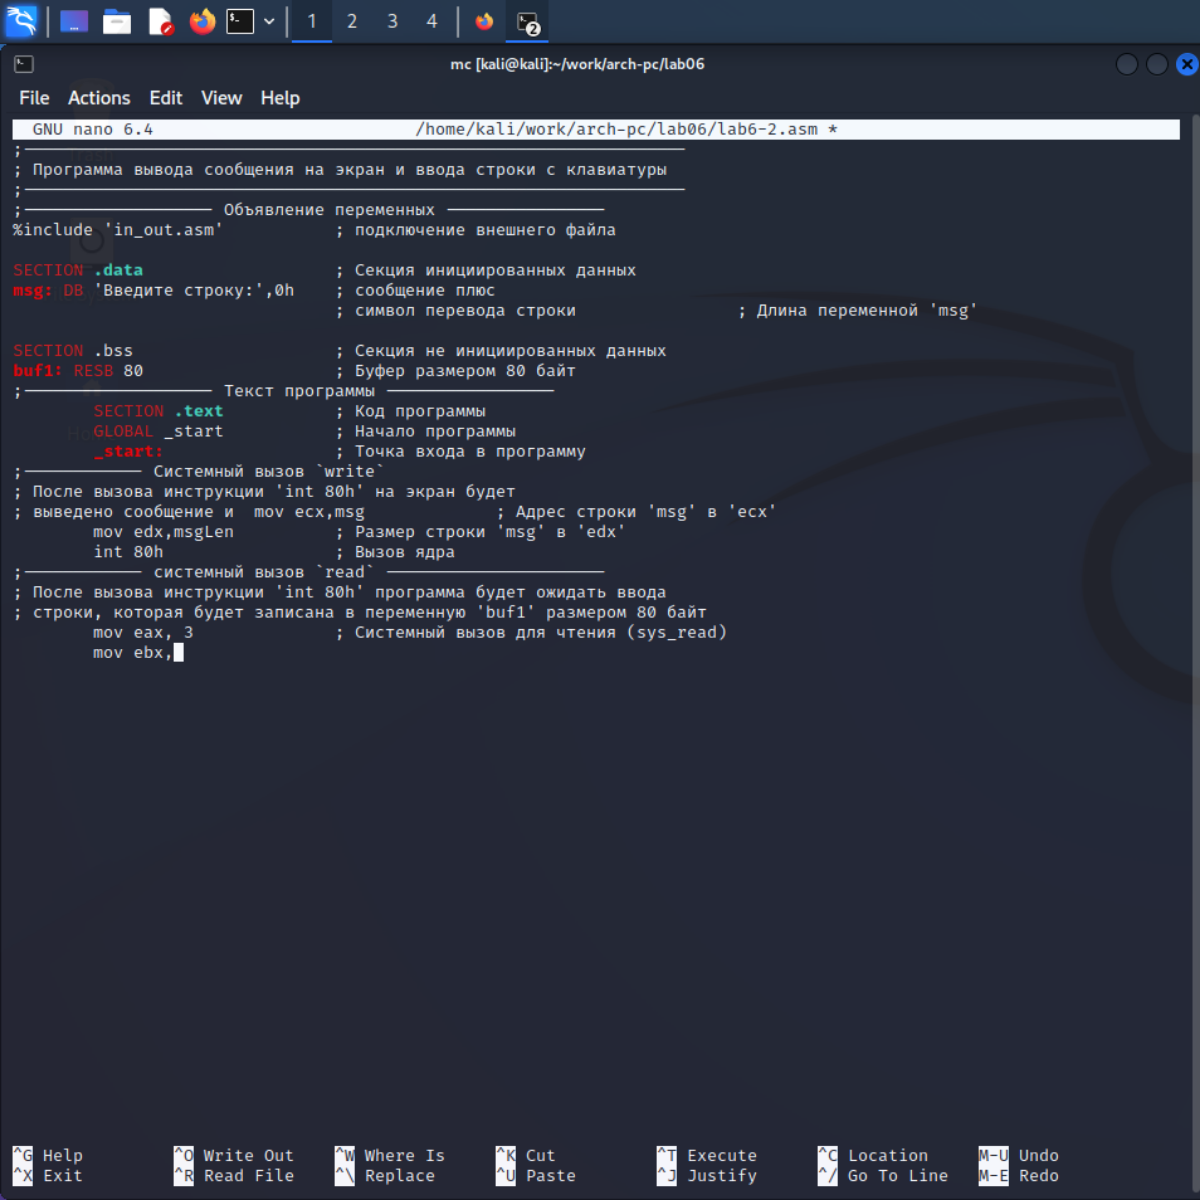 1 2 3 4 2
mc [kali@kali]:~/work/arch-pc/lab06
File Actions Edit View Help
GNU nano 6.4 /home/kali/work/arch-pc/lab06/lab6-2.asm *
;——————————————————
; Программа вывода сообщения на экран и ввода строки с клавиатуры
;——————————————————
;—————— Объявление переменных ——————
%include 'in_out.asm' ; подключение внешнего файла
SECTION .data ; Секция инициированных данных
msg: DB 'Введите строку:',0h ; сообщение плюс
; символ перевода строки ; Длина переменной 'msg'
SECTION .bss ; Секция не инициированных данных
buf1: RESB 80 ; Буфер размером 80 байт
;—————— Текст программы ——————
SECTION .text ; Код программы
GLOBAL _start ; Начало программы
_start: ; Точка входа в программу
;———— Системный вызов `write`
; После вызова инструкции 'int 80h' на экран будет
; выведено сообщение и mov ecx,msg ; Адрес строки 'msg' в 'ecx'
mov edx,msgLen ; Размер строки 'msg' в 'edx'
int 80h ; Вызов ядра
;———— системный вызов `read` ——————
; После вызова инструкции 'int 80h' программа будет ожидать ввода
; строки, которая будет записана в переменную 'buf1' размером 80 байт
mov eax, 3 ; Системный вызов для чтения (sys_read)
mov ebx,
^G Help ^O Write Out ^W Where Is ^K Cut ^T Execute ^C Location M-U Undo
^X Exit ^R Read File ^\ Replace ^U Paste ^J Justify ^/ Go To Line M-E Redo